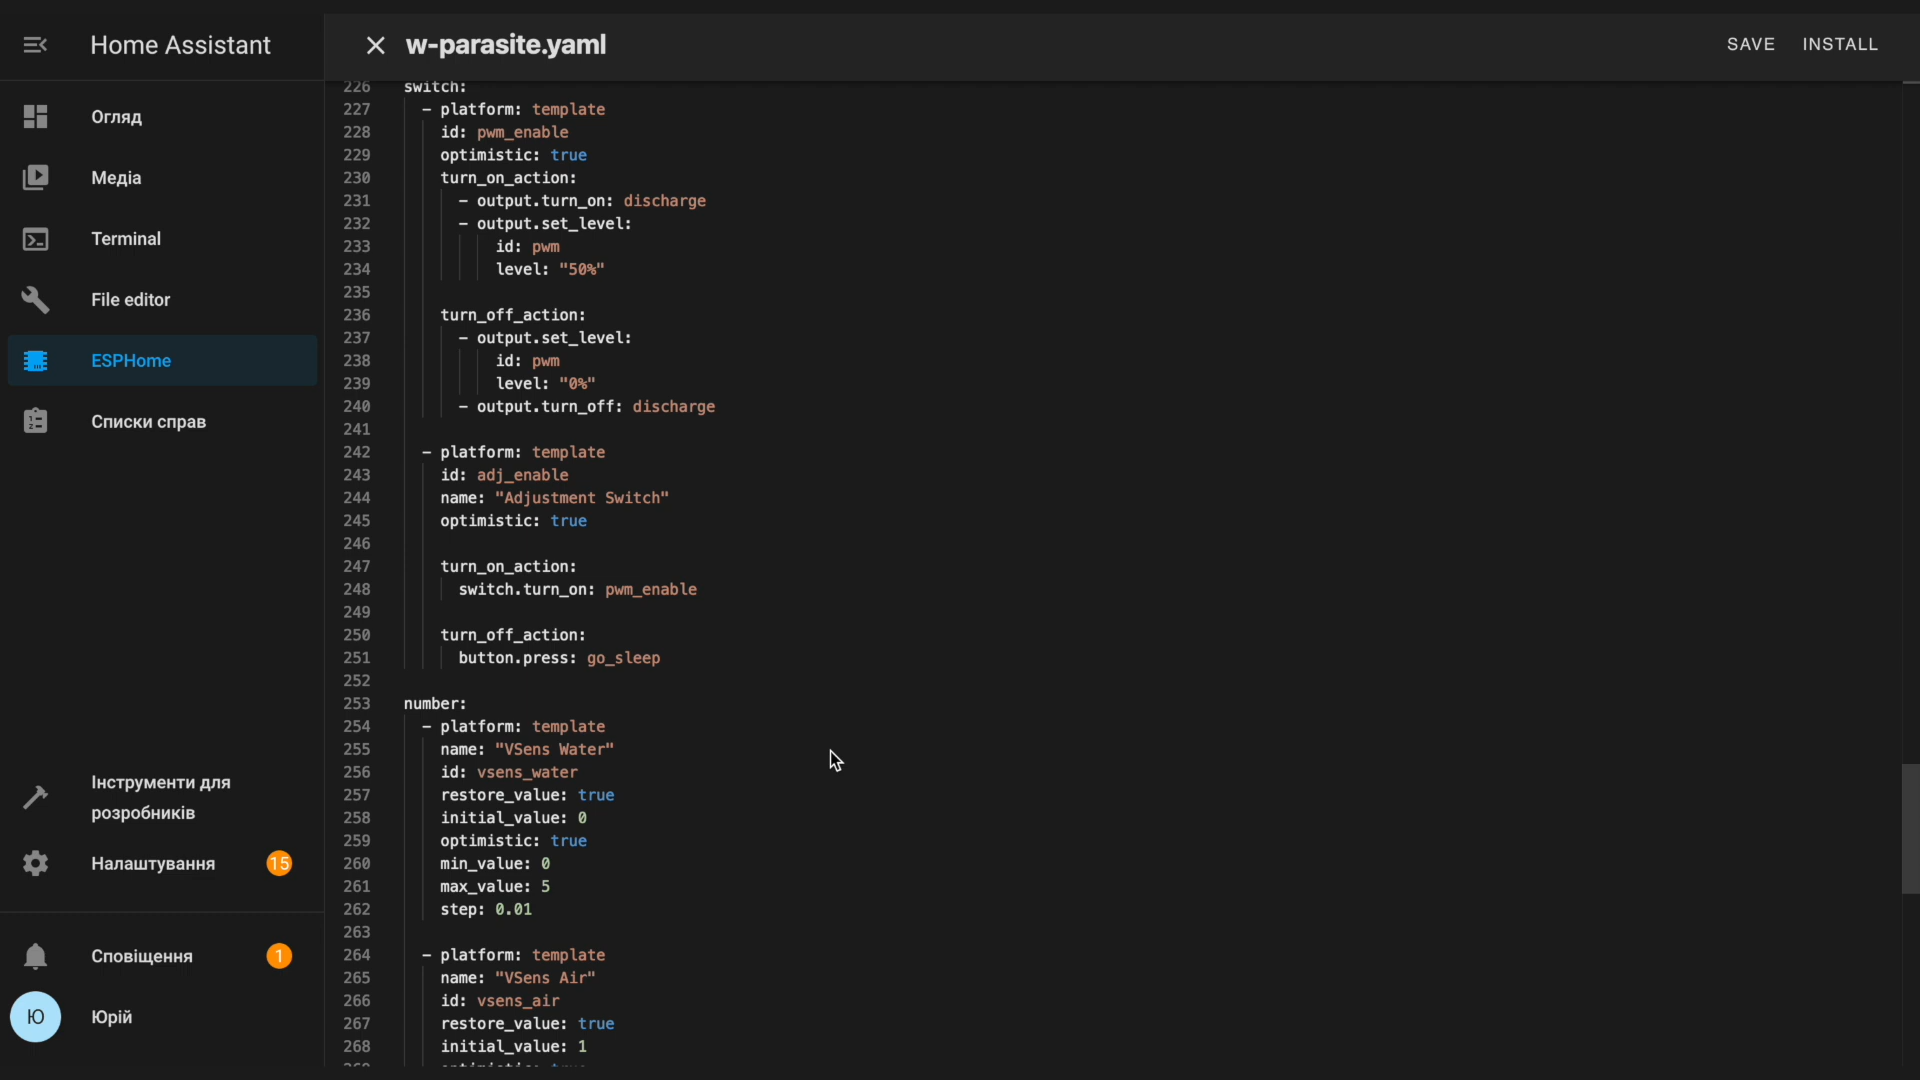 Home Assistant
Огляд
Медіа
Terminal
File editor
ESPHome
Списки справ
Інструменти для
розробників
Налаштування 15
Сповіщення 1
Ю Юрій
w-parasite.yaml
SAVE INSTALL
226 switch:
227 - platform: template
228 id: pwm_enable
229 optimistic: true
230 turn_on_action:
231 - output.turn_on: discharge
232 - output.set_level:
233 id: pwm
234 level: "50%"
235
236 turn_off_action:
237 - output.set_level:
238 id: pwm
239 level: "0%"
240 - output.turn_off: discharge
241
242 - platform: template
243 id: adj_enable
244 name: "Adjustment Switch"
245 optimistic: true
246
247 turn_on_action:
248 switch.turn_on: pwm_enable
249
250 turn_off_action:
251 button.press: go_sleep
252
253 number:
254 - platform: template
255 name: "VSens Water"
256 id: vsens_water
257 restore_value: true
258 initial_value: 0
259 optimistic: true
260 min_value: 0
261 max_value: 5
262 step: 0.01
263
264 - platform: template
265 name: "VSens Air"
266 id: vsens_air
267 restore_value: true
268 initial_value: 1